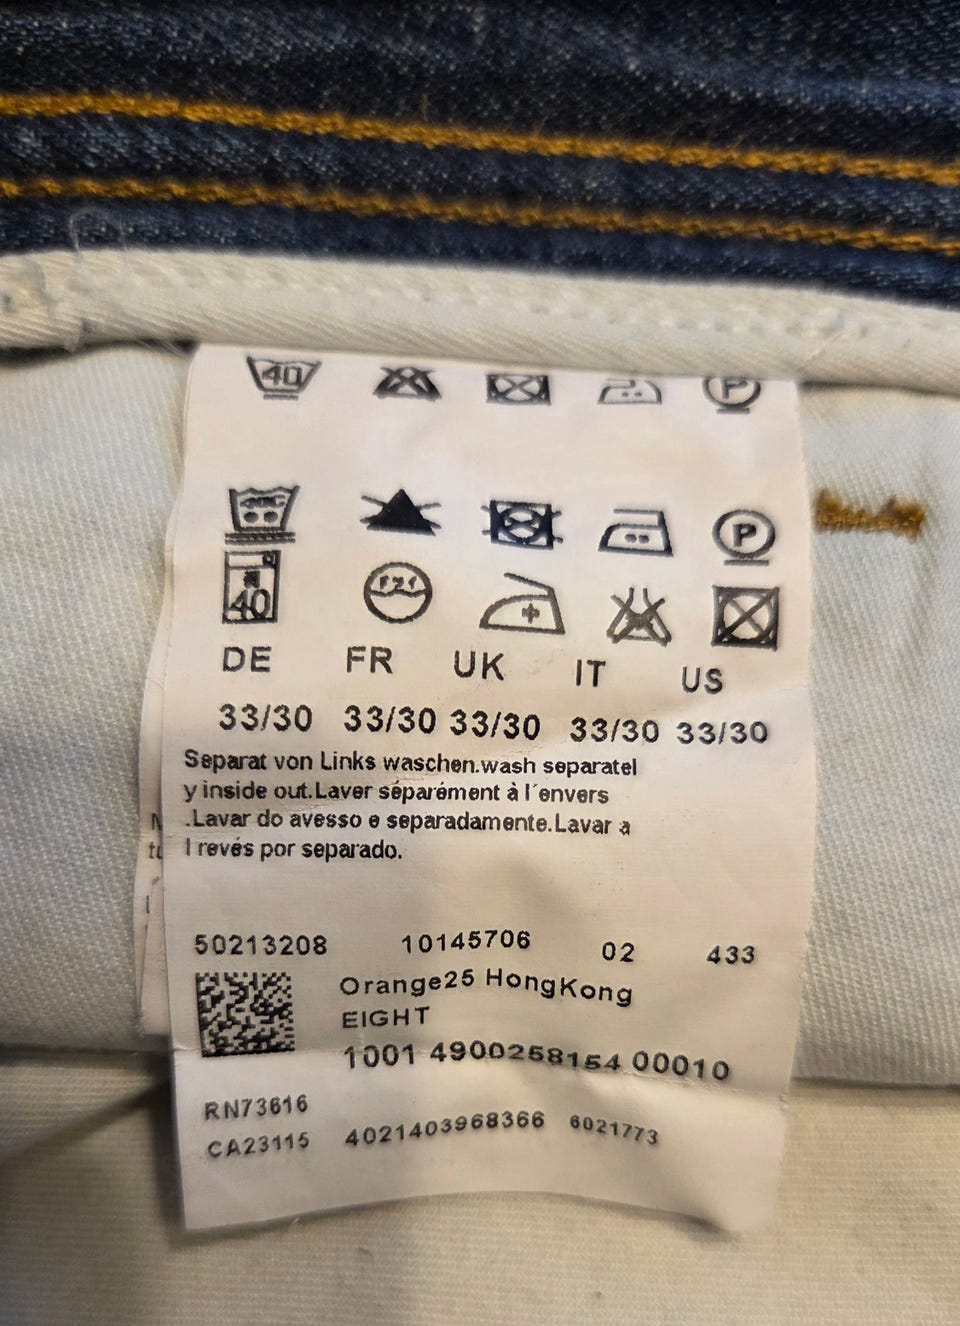 40 P
40C P
40
DE FR UK IT US
33/30 33/30 33/30 33/30 33/30
Separat von Links waschen.wash separatel
y inside out.Laver séparément à l´envers
.Lavar do avesso e separadamente.Lavar a
l revés por separado.
50213208 10145706 02 433
Orange25 HongKong
EIGHT
1001 4900258154 00010
RN73616
CA23115 4021403968366 6021773